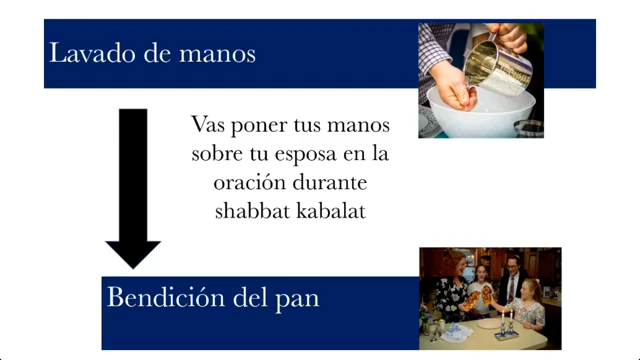 Lavado de manos
Vas poner tus manos
sobre tu esposa en la
oración durante
shabbat kabalat
Bendición del pan